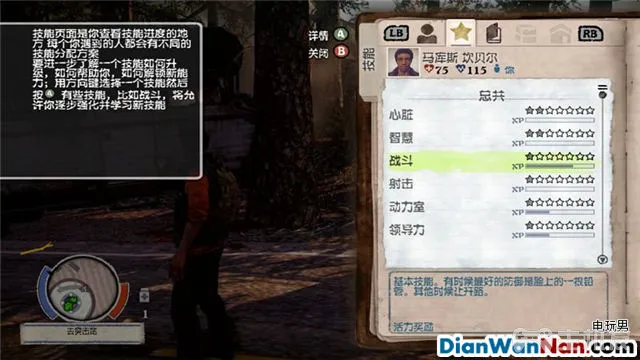 技能页面是你查看技能进度的地
方 每个你遇到的人都会有不同的
技能分配方案
要进一步了解一个技能如何升
级，如何帮助你，如何解锁新能
力；用方向键选择一个技能然后
按A 有些技能，比如战斗，将允
许你逐步强化并学习新技能
详情 A
关闭 B
LB
RB
技能
马库斯 坎贝尔
75 115 你
总共
心脏
XP
智慧
XP
战斗
XP
射击
XP
动力室
XP
领导力
XP
基本技能。有时候最好的防御是脸上的一根铅
管。其他时候让开路。
活力奖励
1
去突击站
电玩男
DianWanNan.com